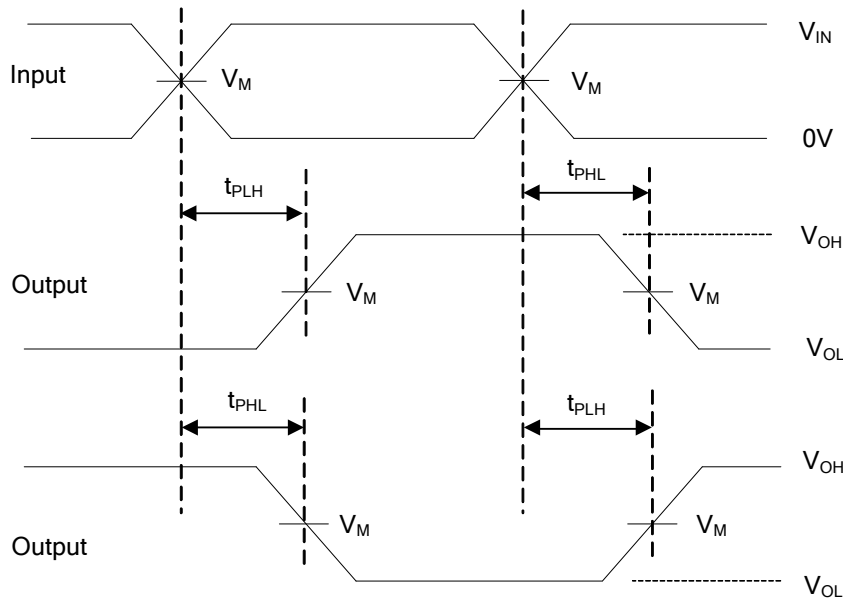 V_IN
Input
V_M
V_M
0V
t_PLH
t_PHL
V_OH
Output
V_M
V_M
V_OL
t_PHL
t_PLH
V_OH
V_M
V_M
Output
V_OL